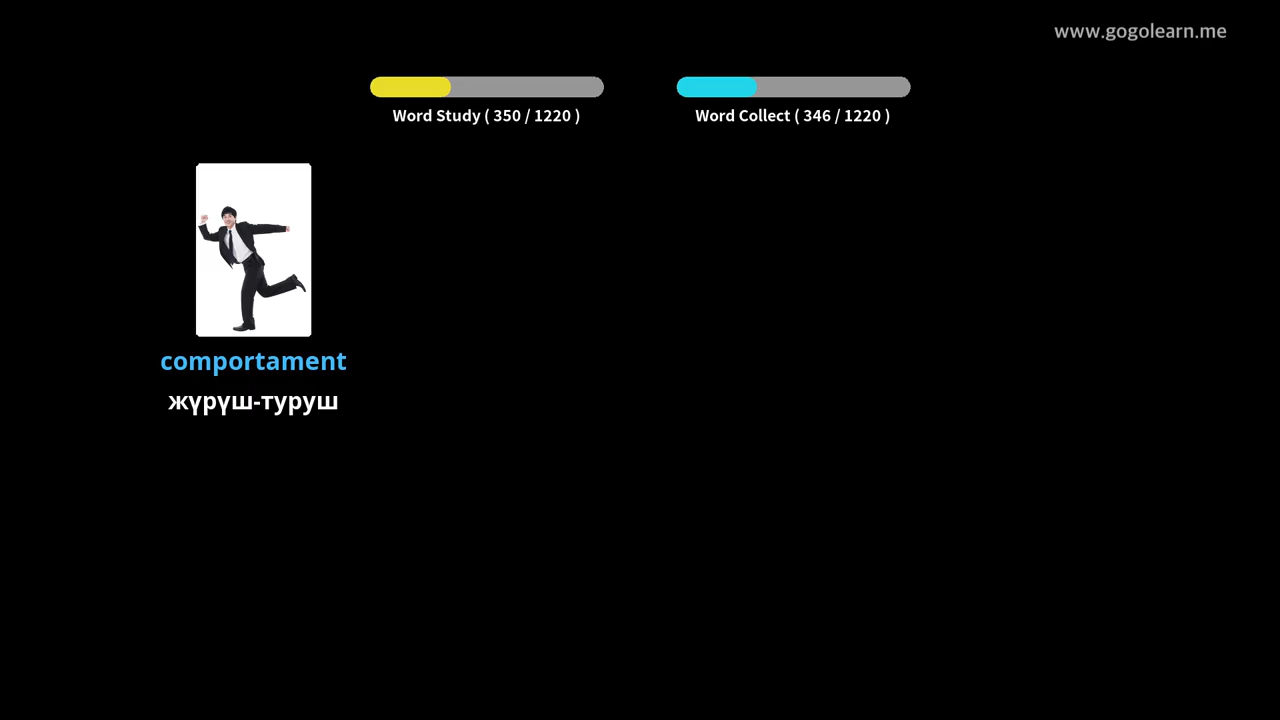 www.gogolearn.me
Word Study ( 350 / 1220 )
Word Collect ( 346 / 1220 )
comportament
жүрүш-туруш